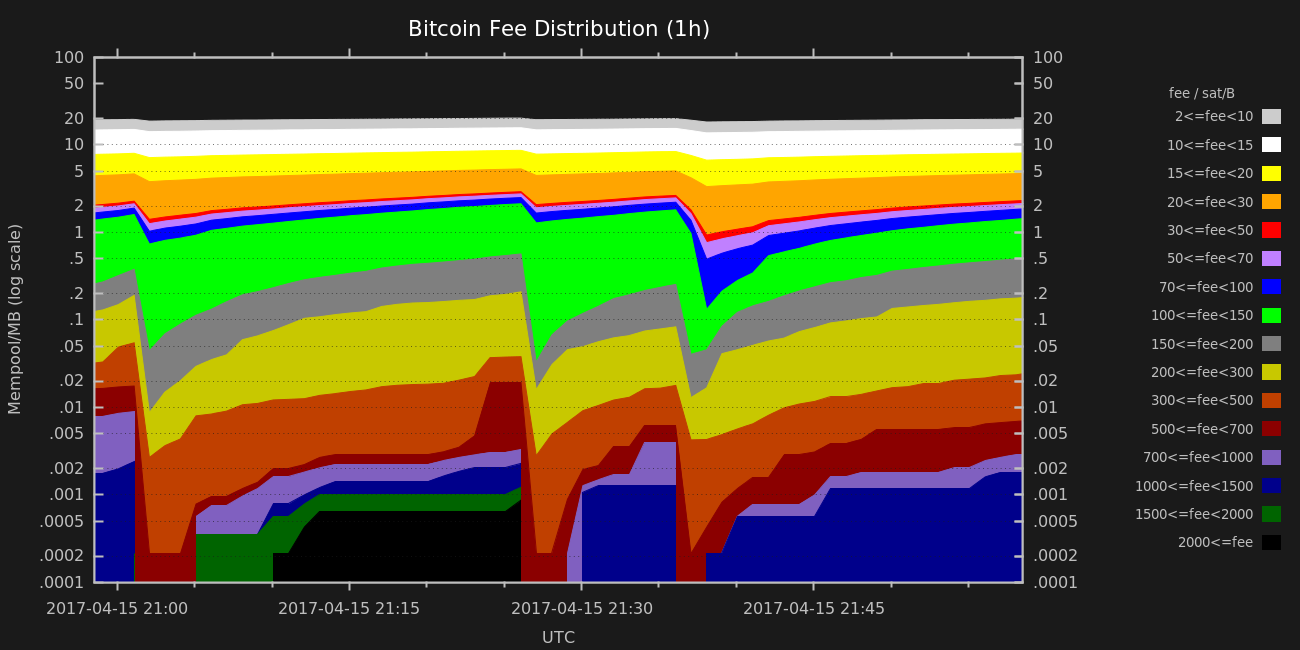 Bitcoin Fee Distribution (1h)
100 100
50 50
20 20
10 10
5 5
2 2
1 1
.5 .5
.2 .2
.1 .1
.05 .05
.02 .02
.01 .01
.005 .005
.002 .002
.001 .001
.0005 .0005
.0002 .0002
.0001 .0001
Mempool/MB (log scale)
2017-04-15 21:00 2017-04-15 21:15 2017-04-15 21:30 2017-04-15 21:45
UTC
fee / sat/B
2<=fee<10
10<=fee<15
15<=fee<20
20<=fee<30
30<=fee<50
50<=fee<70
70<=fee<100
100<=fee<150
150<=fee<200
200<=fee<300
300<=fee<500
500<=fee<700
700<=fee<1000
1000<=fee<1500
1500<=fee<2000
2000<=fee